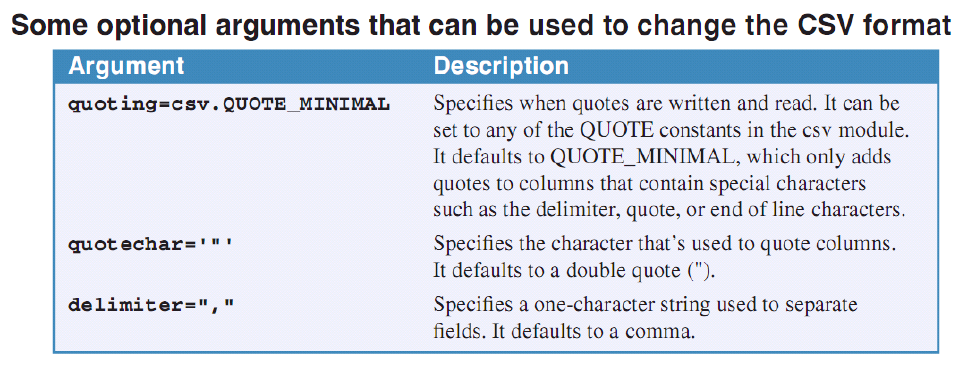 Some optional arguments that can be used to change the CSV format
Argument Description
quoting=csv.QUOTE_MINIMAL Specifies when quotes are written and read. It can be
set to any of the QUOTE constants in the csv module.
It defaults to QUOTE_MINIMAL, which only adds
quotes to columns that contain special characters
such as the delimiter, quote, or end of line characters.
quotechar='"' Specifies the character that's used to quote columns.
It defaults to a double quote (").
delimiter="," Specifies a one-character string used to separate
fields. It defaults to a comma.